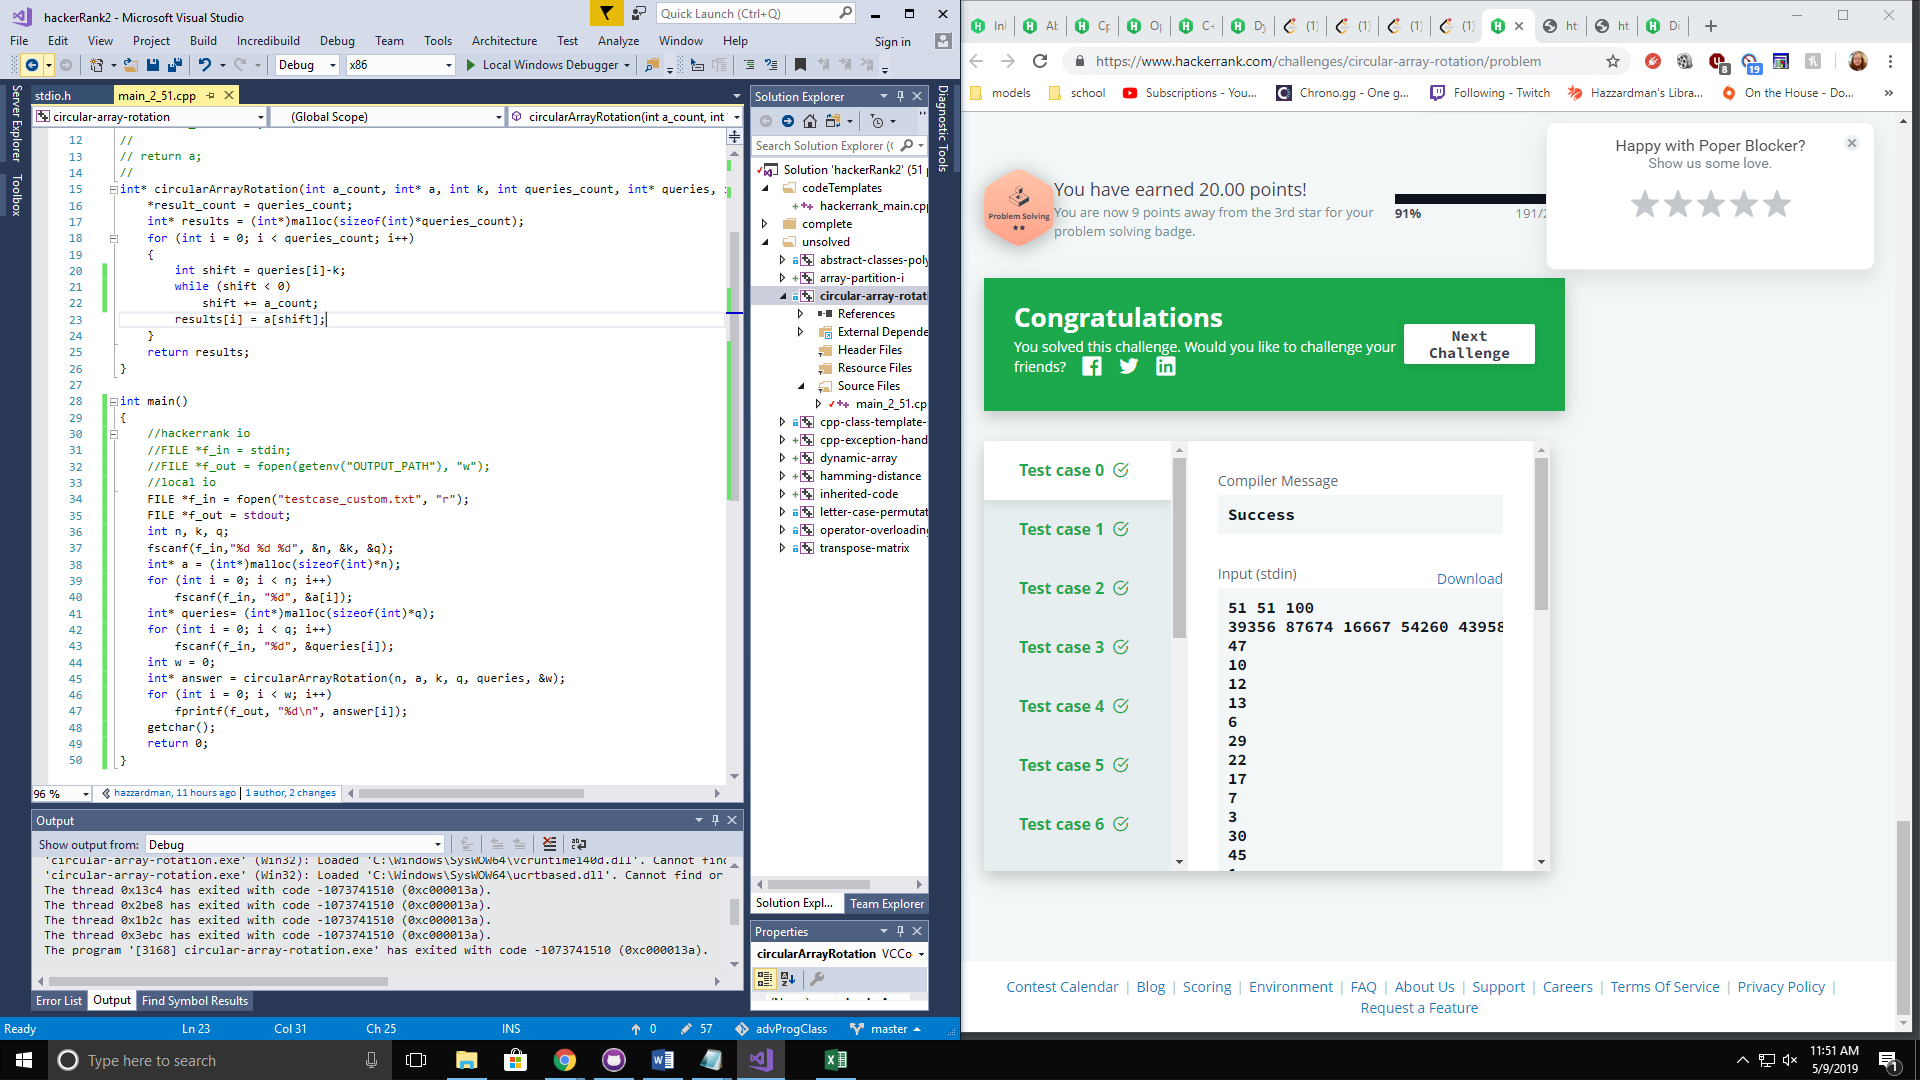 hackerRank2 - Microsoft Visual Studio
Quick Launch (Ctrl+Q)
File Edit View Project Build Incredibuild Debug Team Tools Architecture Test Analyze Window Help Sign in
Debug x86 Local Windows Debugger
Server Explorer
Toolbox
stdio.h main_2_51.cpp
circular-array-rotation (Global Scope) circularArrayRotation(int a_count, int
12 //
13 // return a;
14 //
15 int* circularArrayRotation(int a_count, int* a, int k, int queries_count, int* queries,
16 *result_count = queries_count;
17 int* results = (int*)malloc(sizeof(int)*queries_count);
18 for (int i = 0; i < queries_count; i++)
19 {
20 int shift = queries[i]-k;
21 while (shift < 0)
22 shift += a_count;
23 results[i] = a[shift];
24 }
25 return results;
26 }
27
28 int main()
29 {
30 //hackerrank io
31 //FILE *f_in = stdin;
32 //FILE *f_out = fopen(getenv("OUTPUT_PATH"), "w");
33 //local io
34 FILE *f_in = fopen("testcase_custom.txt", "r");
35 FILE *f_out = stdout;
36 int n, k, q;
37 fscanf(f_in,"%d %d %d", &n, &k, &q);
38 int* a = (int*)malloc(sizeof(int)*n);
39 for (int i = 0; i < n; i++)
40 fscanf(f_in, "%d", &a[i]);
41 int* queries= (int*)malloc(sizeof(int)*q);
42 for (int i = 0; i < q; i++)
43 fscanf(f_in, "%d", &queries[i]);
44 int w = 0;
45 int* answer = circularArrayRotation(n, a, k, q, queries, &w);
46 for (int i = 0; i < w; i++)
47 fprintf(f_out, "%d\n", answer[i]);
48 getchar();
49 return 0;
50 }
96 % hazzardman, 11 hours ago | 1 author, 2 changes
Output
Show output from: Debug
'circular-array-rotation.exe' (Win32): Loaded 'C:\Windows\SysWOW64\vcruntime140d.dll'. Cannot find
'circular-array-rotation.exe' (Win32): Loaded 'C:\Windows\SysWOW64\ucrtbased.dll'. Cannot find or
The thread 0x13c4 has exited with code -1073741510 (0xc000013a).
The thread 0x2be8 has exited with code -1073741510 (0xc000013a).
The thread 0x1b2c has exited with code -1073741510 (0xc000013a).
The thread 0x3ebc has exited with code -1073741510 (0xc000013a).
The program '[3168] circular-array-rotation.exe' has exited with code -1073741510 (0xc000013a).
Error List Output Find Symbol Results
Ready Ln 23 Col 31 Ch 25 INS 0 57 advProgClass master
Solution Explorer
Search Solution Explorer (
Solution 'hackerRank2' (51
codeTemplates
hackerrank_main.cp
complete
unsolved
abstract-classes-poly
array-partition-i
circular-array-rotat
References
External Depende
Header Files
Resource Files
Source Files
main_2_51.cp
cpp-class-template-
cpp-exception-hand
dynamic-array
hamming-distance
inherited-code
letter-case-permutat
operator-overloading
transpose-matrix
Solution Expl... Team Explorer
Properties
circularArrayRotation VCCo
Diagnostic Tools
https://www.hackerrank.com/challenges/circular-array-rotation/problem
8 19
models school Subscriptions - You... Chrono.gg - One g... Following - Twitch Hazzardman's Libra... On the House - Do... »
Happy with Poper Blocker?
Show us some love.
Problem Solving
You have earned 20.00 points!
You are now 9 points away from the 3rd star for your
problem solving badge.
91% 191/2
Congratulations
You solved this challenge. Would you like to challenge your
friends?
Next
Challenge
Test case 0
Test case 1
Test case 2
Test case 3
Test case 4
Test case 5
Test case 6
Compiler Message
Success
Input (stdin) Download
51 51 100
39356 87674 16667 54260 43958
47
10
12
13
6
29
22
17
7
3
30
45
Contest Calendar | Blog | Scoring | Environment | FAQ | About Us | Support | Careers | Terms Of Service | Privacy Policy |
Request a Feature
Type here to search
11:51 AM
5/9/2019
1